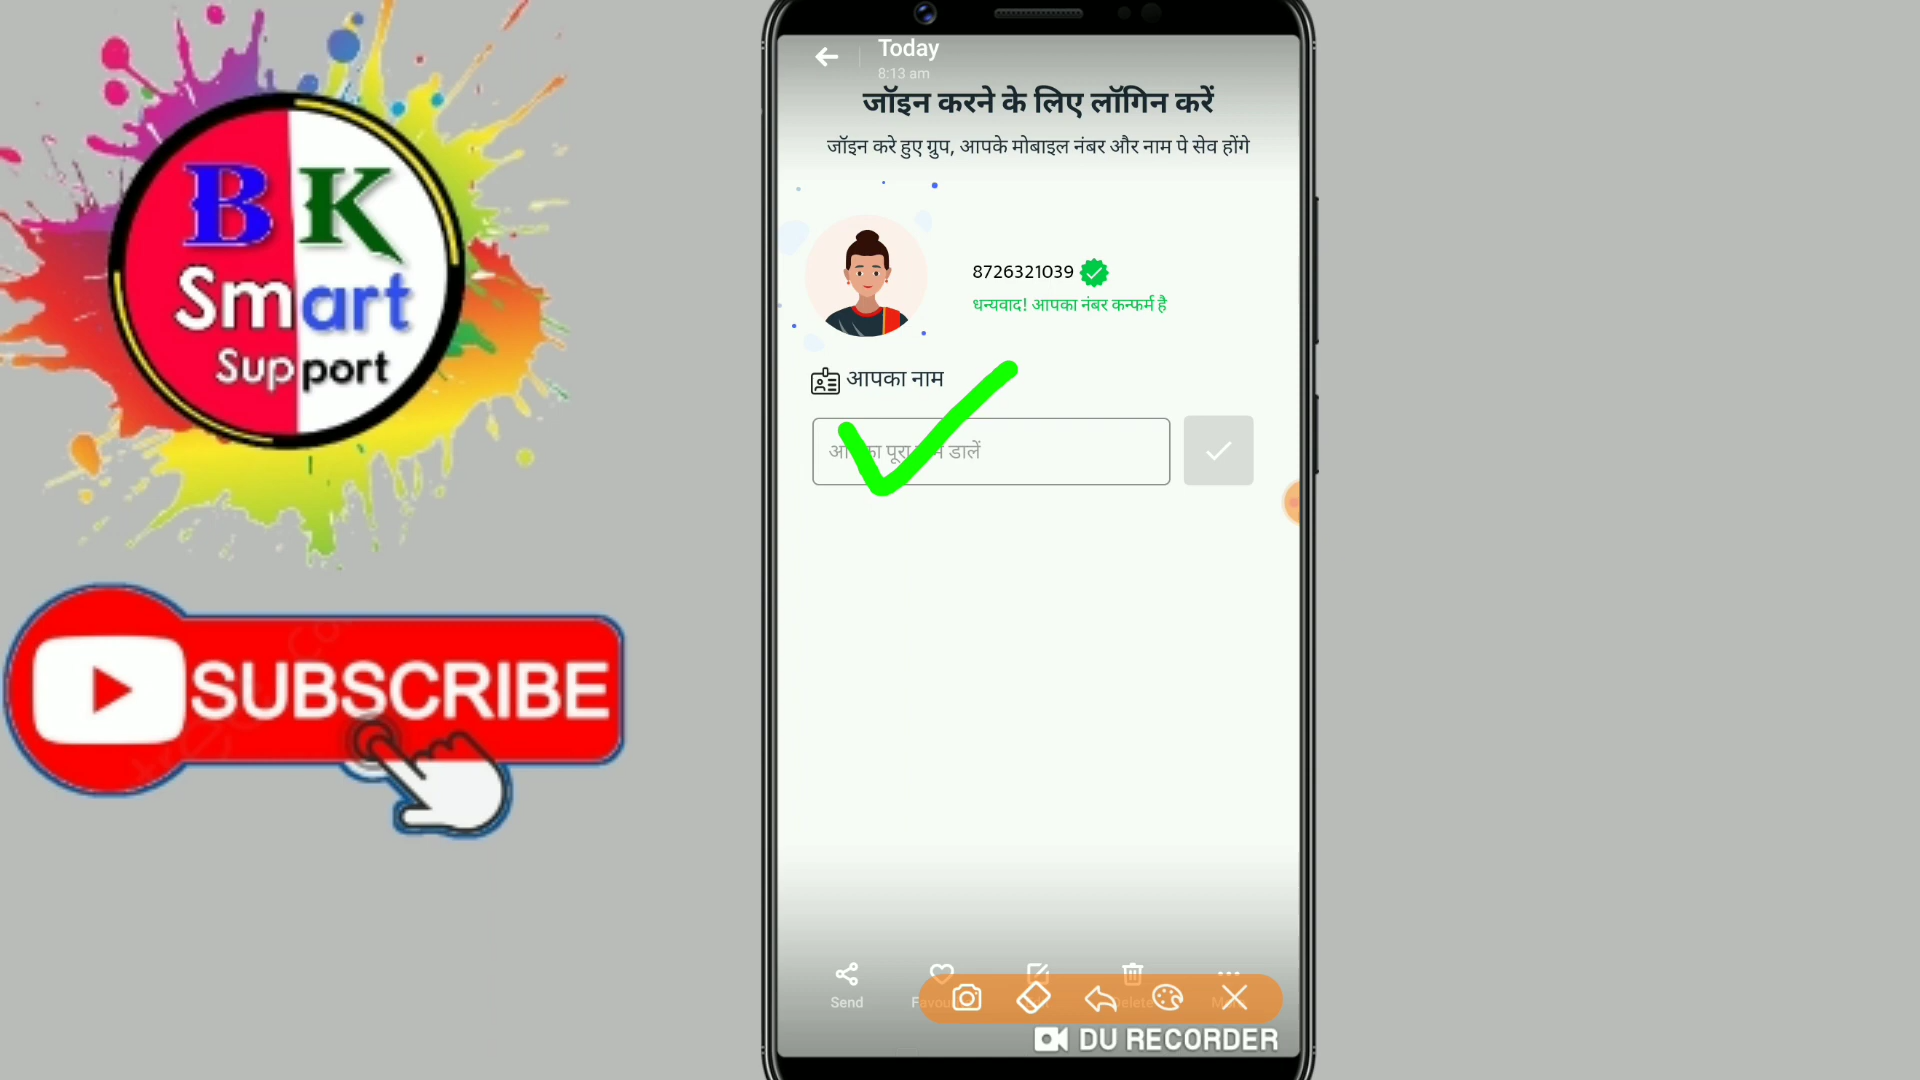 B K
Smart
Support
SUBSCRIBE
Today
8:13 am
जॉइन करने के लिए लॉगिन करें
जॉइन करे हुए ग्रुप, आपके मोबाइल नंबर और नाम पे सेव होंगे
8726321039
धन्यवाद! आपका नंबर कन्फर्म है
आपका नाम
पूरा डालें
Send
DU RECORDER